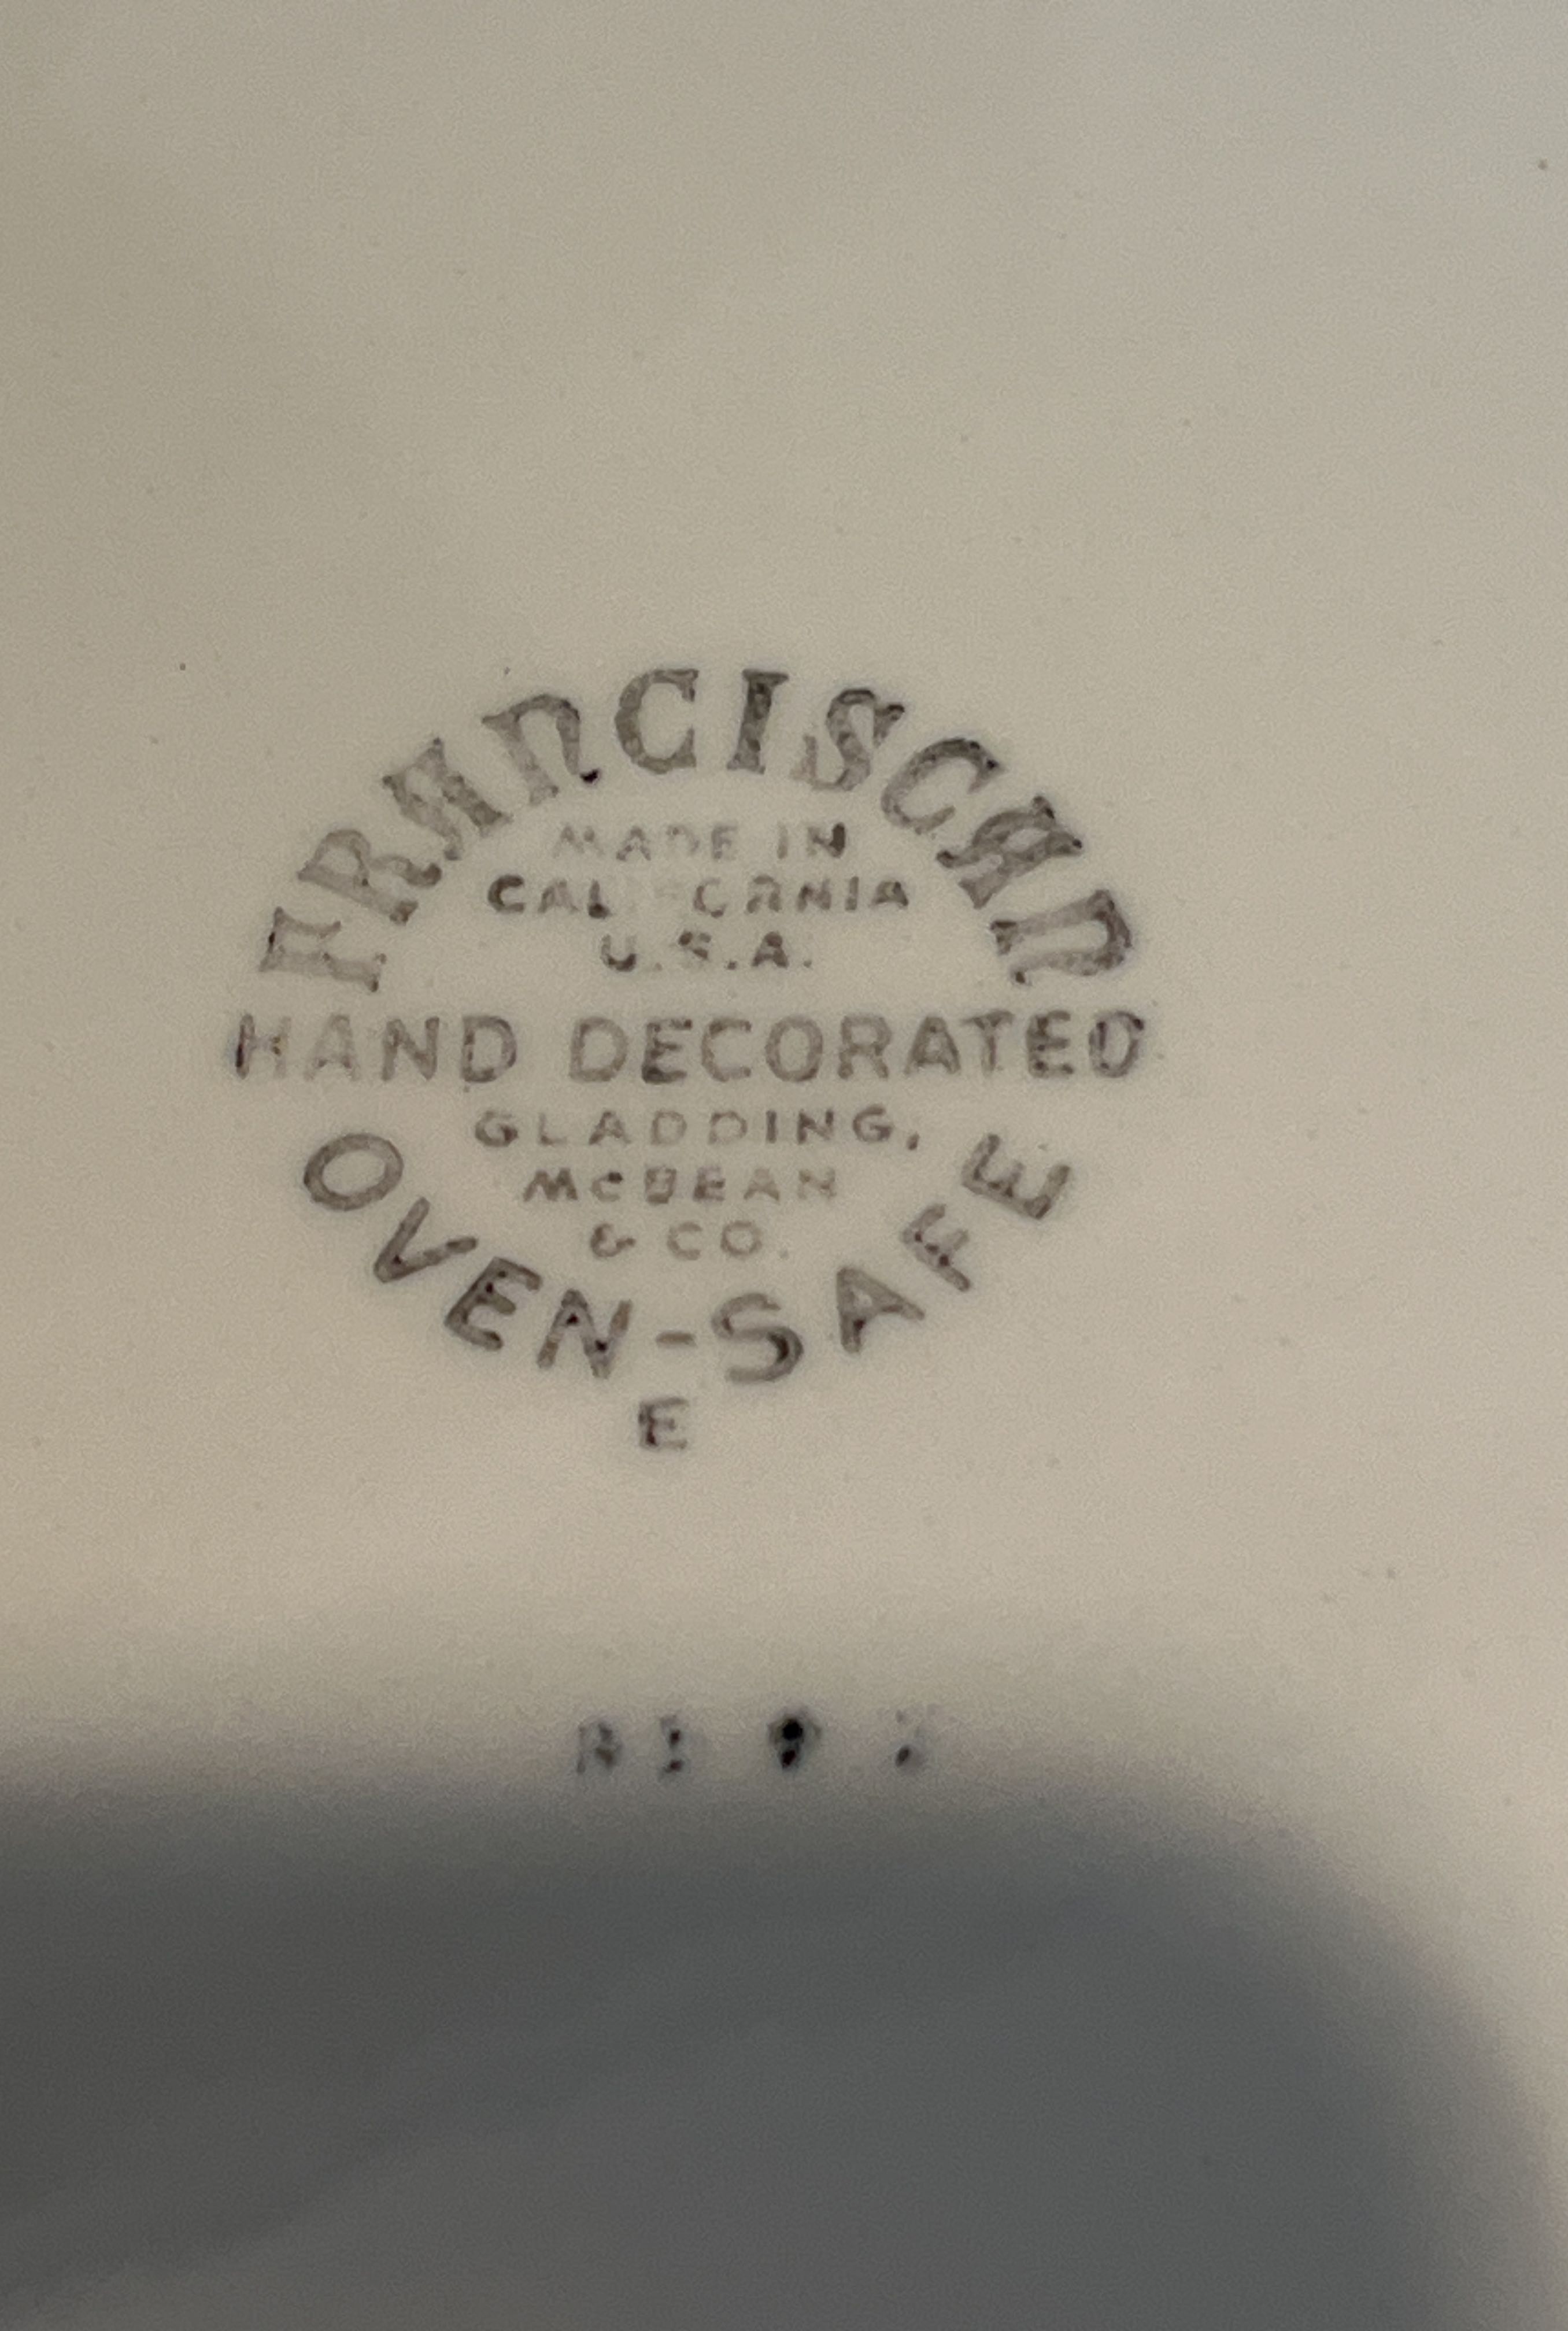 FRANCISCAN
MADE IN
CALIFORNIA
U.S.A.
HAND DECORATED
GLADDING,
McBEAN
& CO.
OVEN-SAFE
E